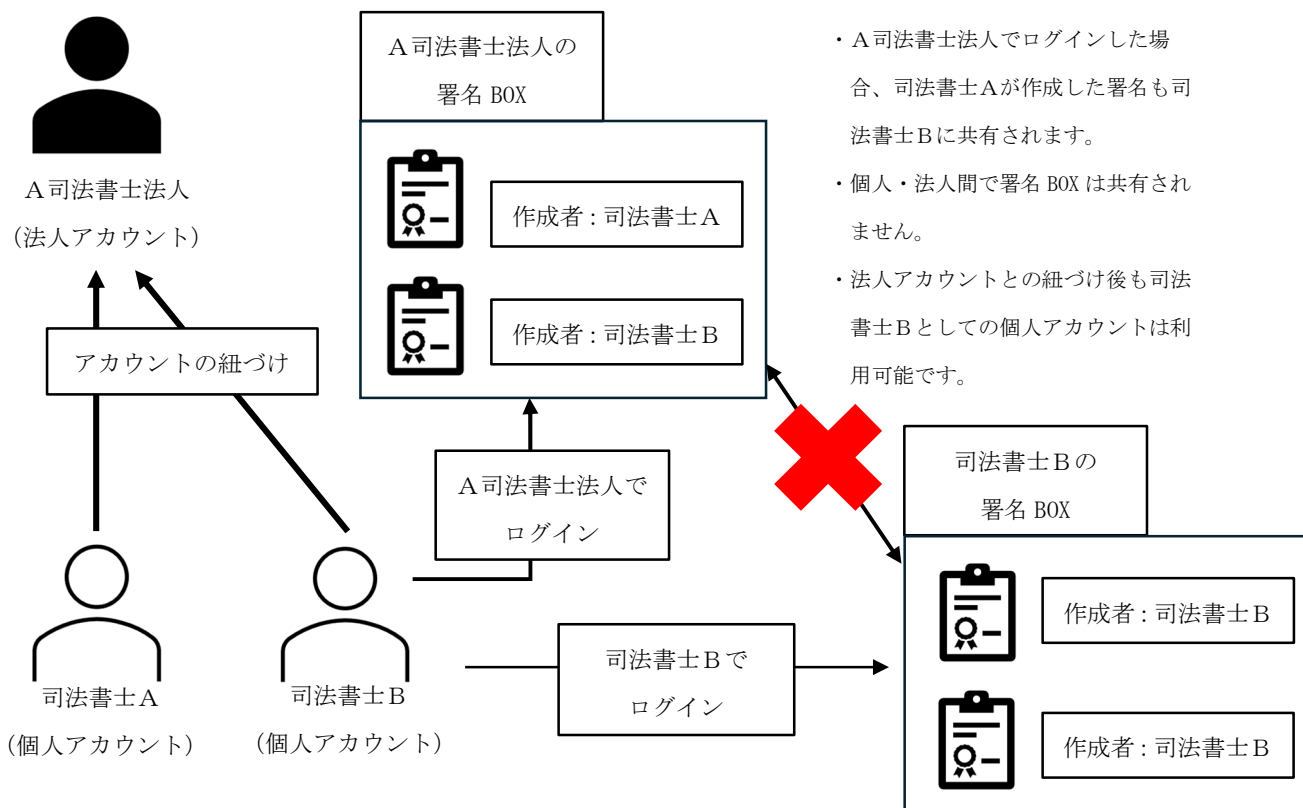 A司法書士法人
（法人アカウント）
アカウントの紐づけ
司法書士A
（個人アカウント）
司法書士B
（個人アカウント）
A司法書士法人の
署名 BOX
作成者：司法書士A
作成者：司法書士B
A司法書士法人で
ログイン
司法書士Bで
ログイン
・A司法書士法人でログインした場
合、司法書士Aが作成した署名も司
法書士Bに共有されます。
・個人・法人間で署名 BOX は共有され
ません。
・法人アカウントとの紐づけ後も司法
書士Bとしての個人アカウントは利
用可能です。
司法書士Bの
署名 BOX
作成者：司法書士B
作成者：司法書士B